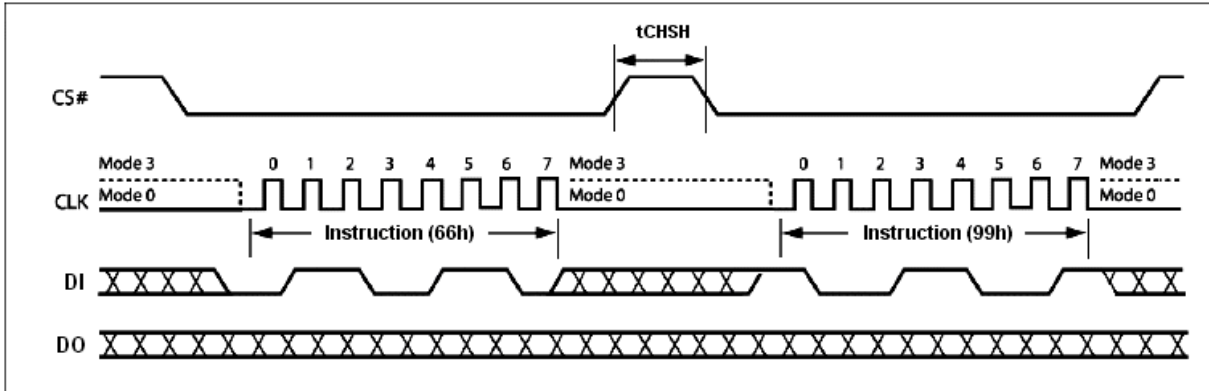 tCHSH
CS#
Mode 3 0 1 2 3 4 5 6 7 Mode 3 0 1 2 3 4 5 6 7 Mode 3
CLK Mode 0 Mode 0 Mode 0
Instruction (66h) Instruction (99h)
DI
DO